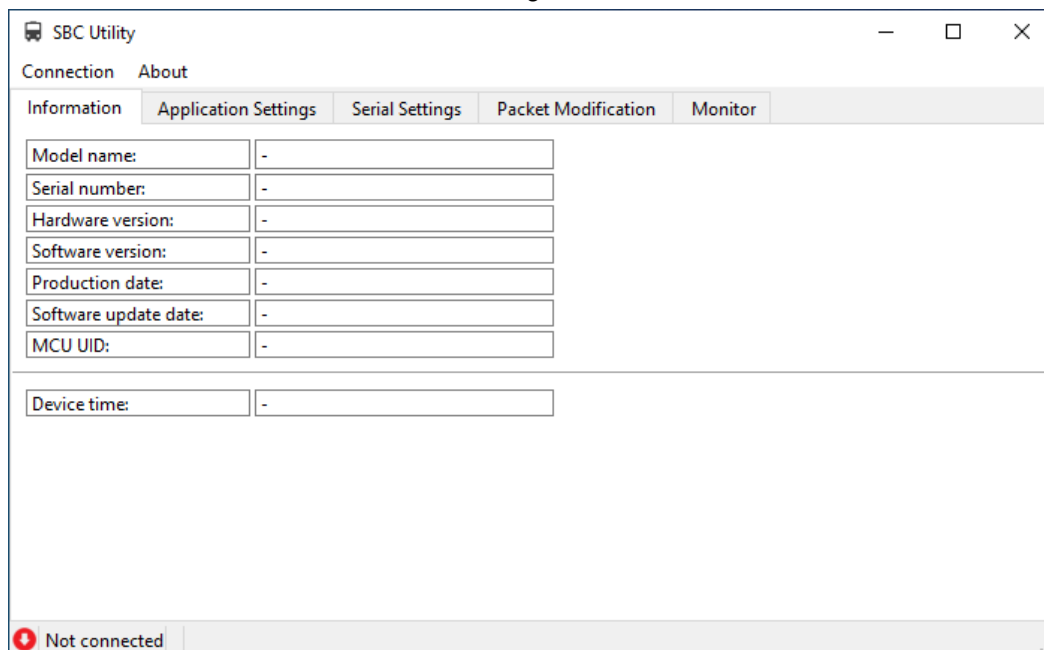 SBC Utility
Connection About
Information Application Settings Serial Settings Packet Modification Monitor
Model name: -
Serial number: -
Hardware version: -
Software version: -
Production date: -
Software update date: -
MCU UID: -
Device time: -
Not connected